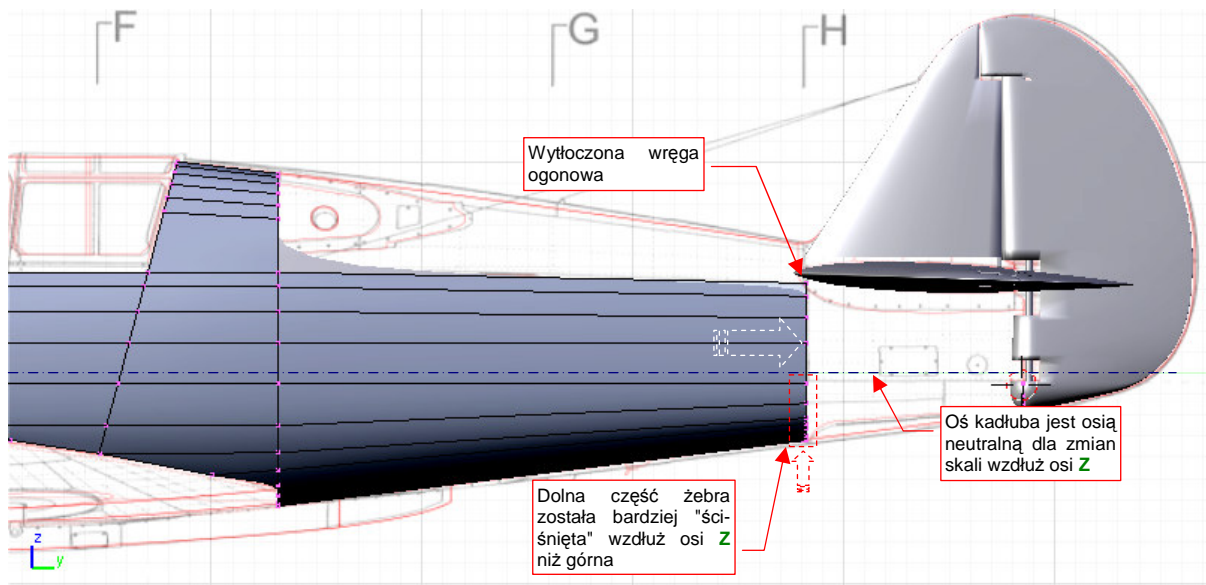 F
G
H
Wytłoczona wręga
ogonowa
Oś kadłuba jest osią
neutralną dla zmian
skali wzdłuż osi Z
Dolna część żebra
została bardziej "ści-
śnięta" wzdłuż osi Z
niż górna
z
y